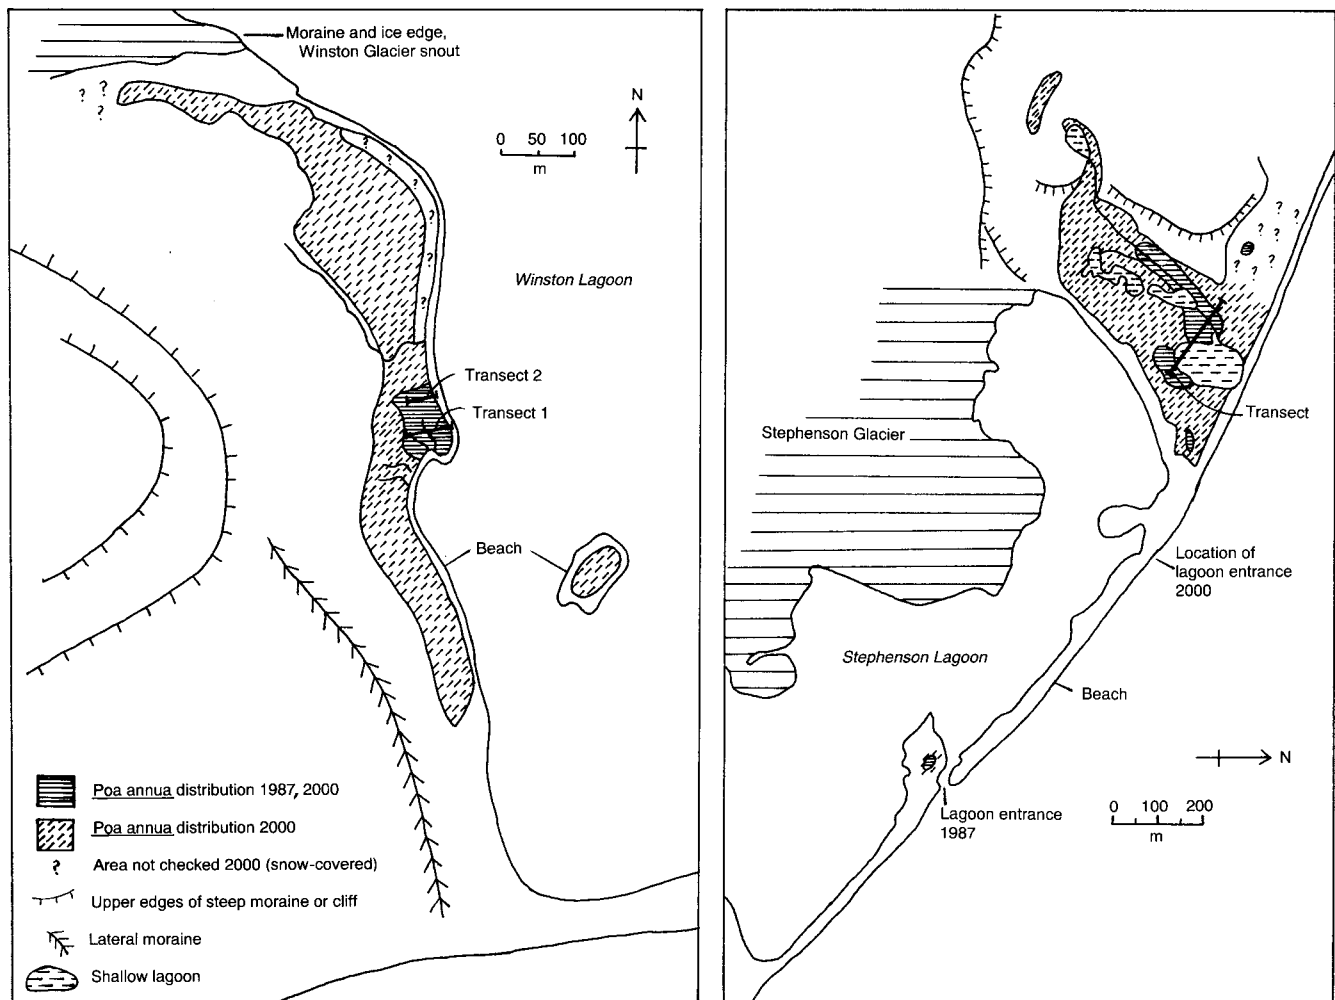 Moraine and ice edge,
Winston Glacier snout
? ?
?
N
0 50 100
m
?
?
?
?
?
?
Winston Lagoon
Transect 2
Transect 1
Beach
Poa annua distribution 1987, 2000
Poa annua distribution 2000
? Area not checked 2000 (snow-covered)
Upper edges of steep moraine or cliff
Lateral moraine
Shallow lagoon
? ?
? ?
? ?
? ?
Transect
Stephenson Glacier
Location of
lagoon entrance
2000
Stephenson Lagoon
Beach
N
Lagoon entrance
1987
0 100 200
m